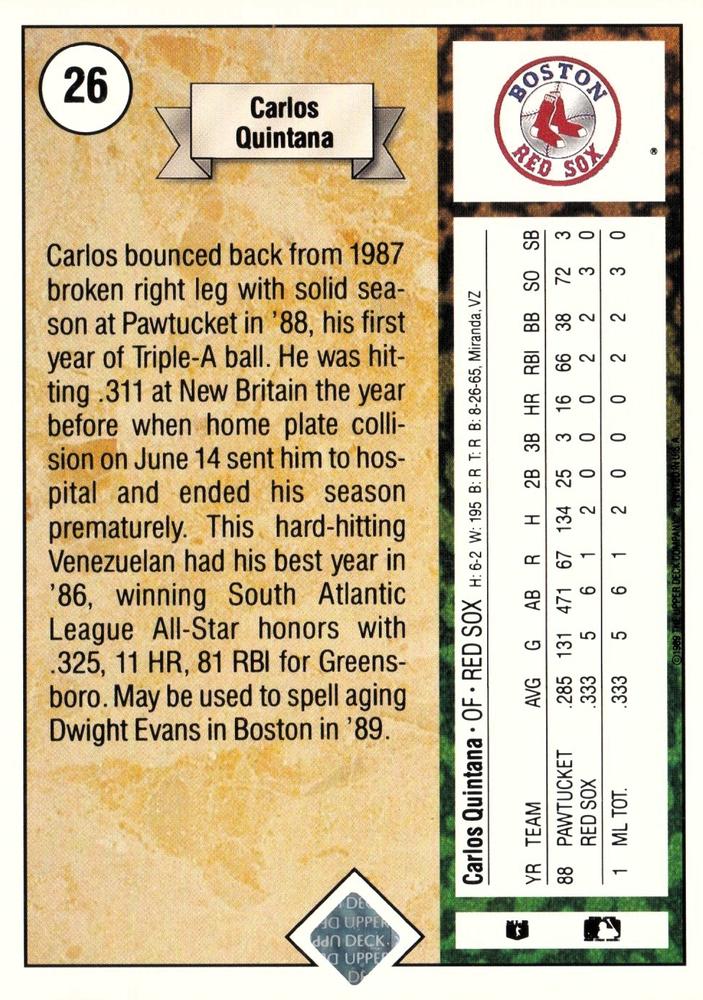 26
Carlos
Quintana
Carlos bounced back from 1987
broken right leg with solid sea-
son at Pawtucket in '88, his first
year of Triple-A ball. He was hit-
ting .311 at New Britain the year
before when home plate colli-
sion on June 14 sent him to hos-
pital and ended his season
prematurely. This hard-hitting
Venezuelan had his best year in
'86, winning South Atlantic
League All-Star honors with
.325, 11 HR, 81 RBI for Greens-
boro. May be used to spell aging
Dwight Evans in Boston in '89.
BOSTON
RED SOX
®
Carlos Quintana • OF • RED SOX H: 6-2 W: 195 B: R T: R B: 8-26-65, Miranda, VZ
YR TEAM AVG G AB R H 2B 3B HR RBI BB SO SB
88 PAWTUCKET .285 131 471 67 134 25 3 16 66 38 72 3
RED SOX .333 5 6 1 2 0 0 0 2 2 3 0
1 ML TOT. .333 5 6 1 2 0 0 0 2 2 3 0
©1989 THE UPPER DECK COMPANY
UPPER
DECK
UPPER